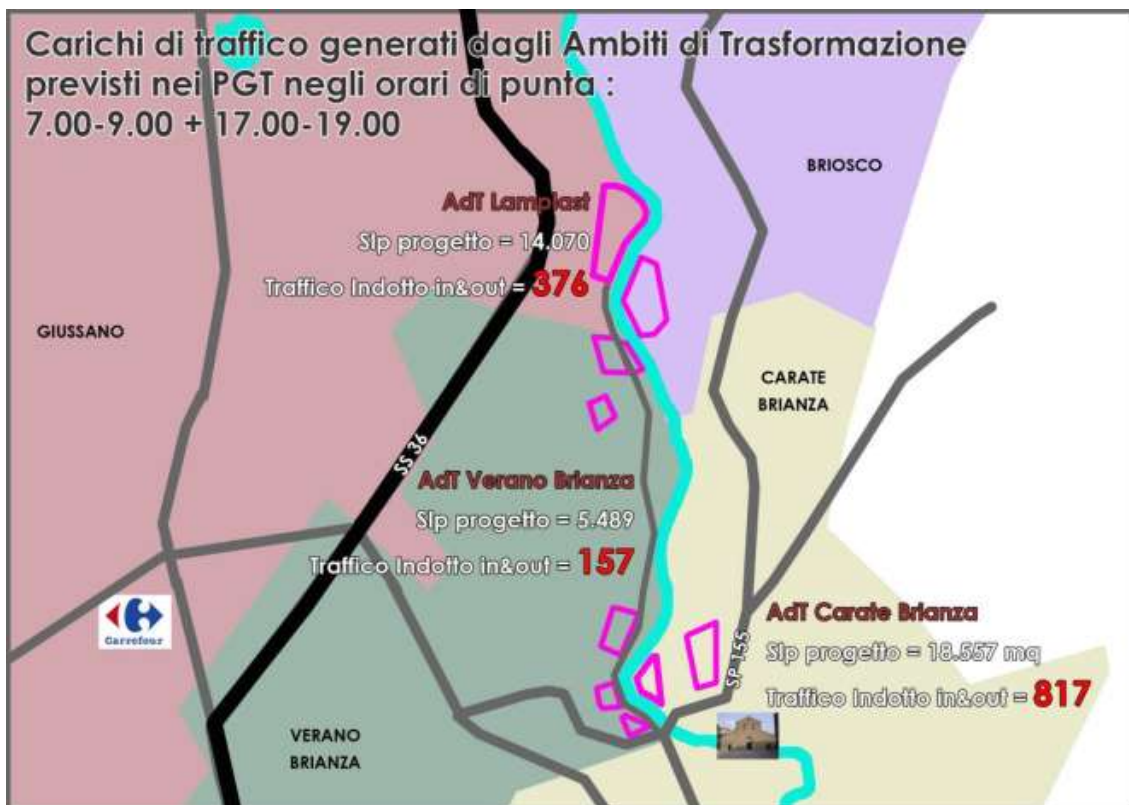 Carichi di traffico generati dagli Ambiti di Trasformazione
previsti nei PGT negli orari di punta :
7.00-9.00 + 17.00-19.00
BRIOSCO
AdT Lamplast
Slp progetto = 14.070
Traffico Indotto in&out = 376
GIUSSANO
CARATE
BRIANZA
SS 36
AdT Verano Brianza
Slp progetto = 5.489
Traffico Indotto in&out = 157
Carrefour
AdT Carate Brianza
Slp progetto = 18.557 mq
Traffico Indotto in&out = 817
SP 155
VERANO
BRIANZA